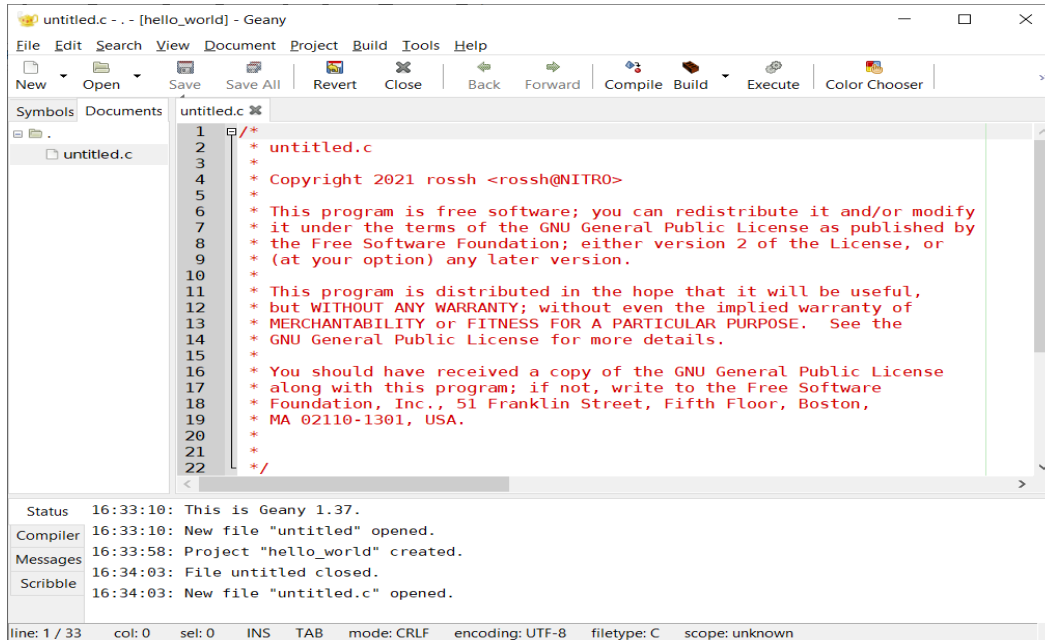 untitled.c - . - [hello_world] - Geany
File Edit Search View Document Project Build Tools Help
New Open Save Save All Revert Close Back Forward Compile Build Execute Color Chooser
Symbols Documents untitled.c
.
untitled.c
1 /*
2 * untitled.c
3 *
4 * Copyright 2021 rossh <rossh@NITRO>
5 *
6 * This program is free software; you can redistribute it and/or modify
7 * it under the terms of the GNU General Public License as published by
8 * the Free Software Foundation; either version 2 of the License, or
9 * (at your option) any later version.
10 *
11 * This program is distributed in the hope that it will be useful,
12 * but WITHOUT ANY WARRANTY; without even the implied warranty of
13 * MERCHANTABILITY or FITNESS FOR A PARTICULAR PURPOSE.  See the
14 * GNU General Public License for more details.
15 *
16 * You should have received a copy of the GNU General Public License
17 * along with this program; if not, write to the Free Software
18 * Foundation, Inc., 51 Franklin Street, Fifth Floor, Boston,
19 * MA 02110-1301, USA.
20 *
21 *
22 */
Status
Compiler
Messages
Scribble
16:33:10: This is Geany 1.37.
16:33:10: New file "untitled" opened.
16:33:58: Project "hello_world" created.
16:34:03: File untitled closed.
16:34:03: New file "untitled.c" opened.
line: 1 / 33 col: 0 sel: 0 INS TAB mode: CRLF encoding: UTF-8 filetype: C scope: unknown